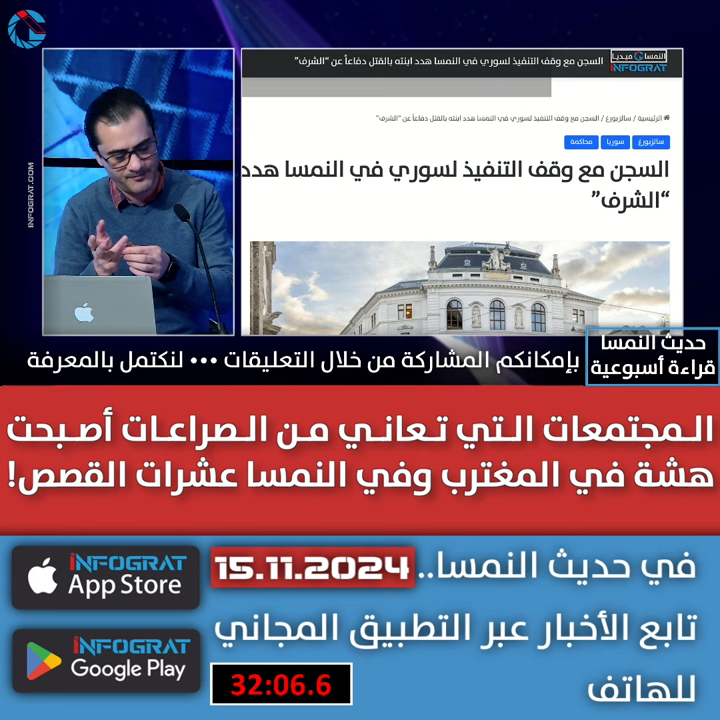 النمسا ميديا
INFOGRAT
السجن مع وقف التنفيذ لسوري في النمسا هدد ابنته بالقتل دفاعاً عن “الشرف”
الرئيسية / سالزبورغ / السجن مع وقف التنفيذ لسوري في النمسا هدد ابنته بالقتل دفاعاً عن “الشرف”
سالزبورغ
سوريا
محاكمة
السجن مع وقف التنفيذ لسوري في النمسا هدد
“الشرف”
INFOGRAT.COM
حديث النمسا
قراءة أسبوعية
بإمكانكم المشاركة من خلال التعليقات ••• لنكتمل بالمعرفة
المجتمعات التي تعاني من الصراعات أصبحت
هشة في المغترب وفي النمسا عشرات القصص!
في حديث النمسا.. 15.11.2024
تابع الأخبار عبر التطبيق المجاني
للهاتف
INFOGRAT
App Store
INFOGRAT
Google Play
32:06.6